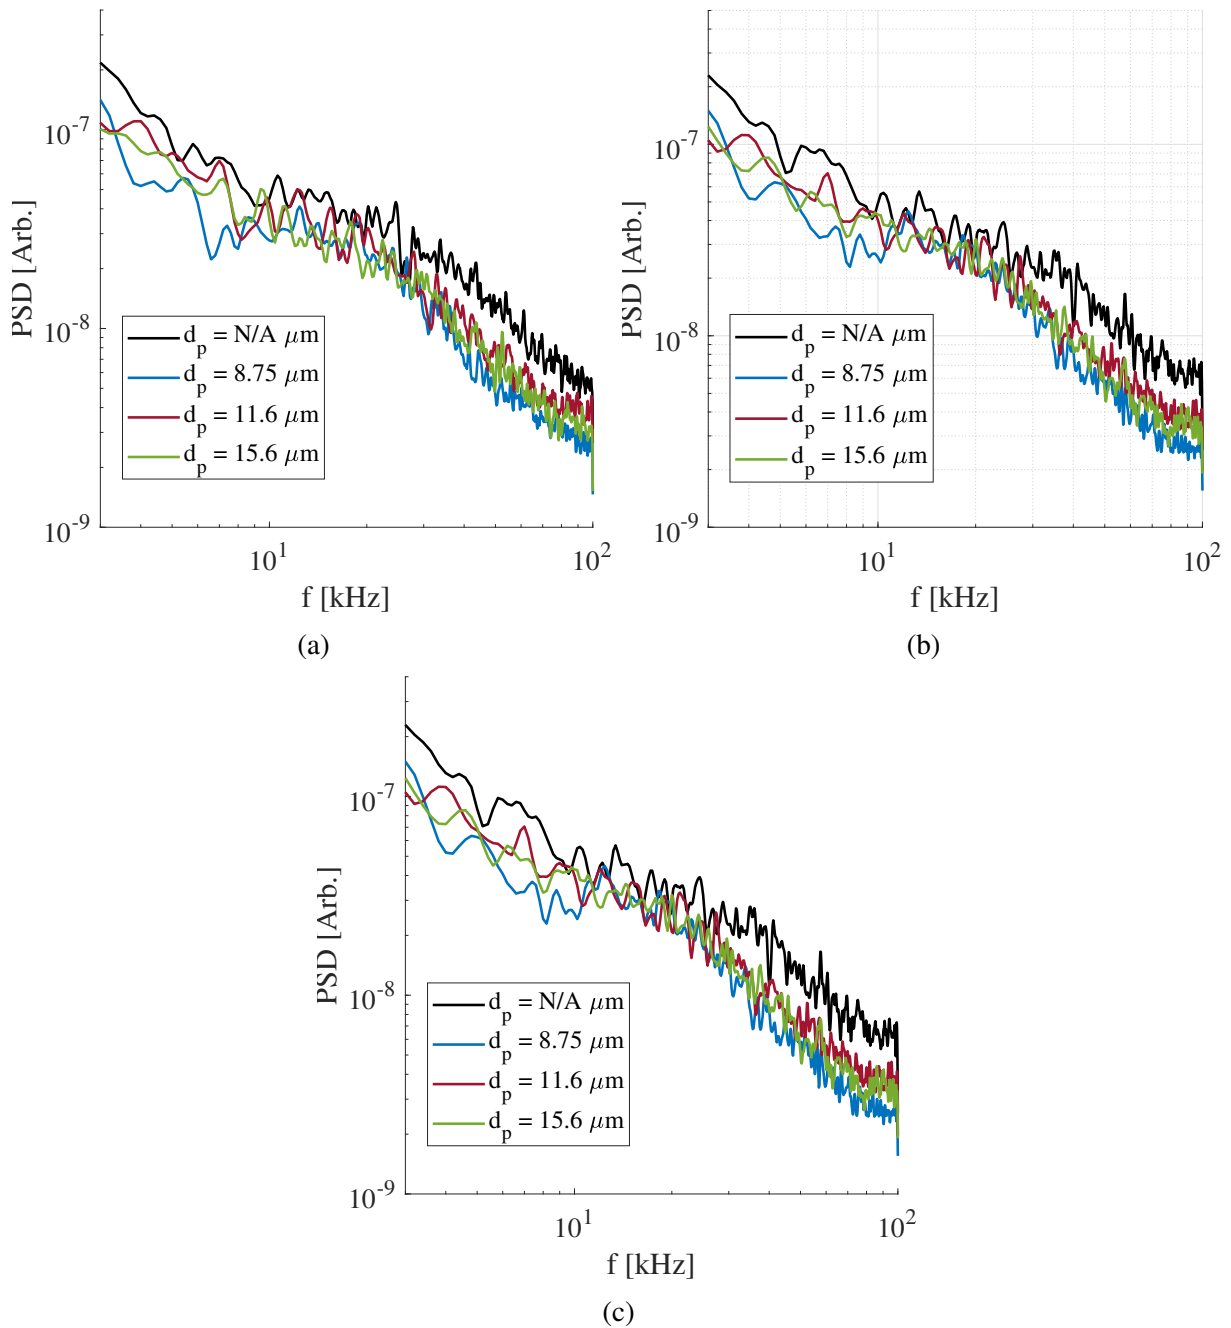 10^-7
10^-8
10^-9
PSD [Arb.]
d_p = N/A μm
d_p = 8.75 μm
d_p = 11.6 μm
d_p = 15.6 μm
10^1
10^2
f [kHz]
(a)
10^-7
10^-8
10^-9
PSD [Arb.]
d_p = N/A μm
d_p = 8.75 μm
d_p = 11.6 μm
d_p = 15.6 μm
10^1
10^2
f [kHz]
(b)
10^-7
10^-8
10^-9
PSD [Arb.]
d_p = N/A μm
d_p = 8.75 μm
d_p = 11.6 μm
d_p = 15.6 μm
10^1
10^2
f [kHz]
(c)